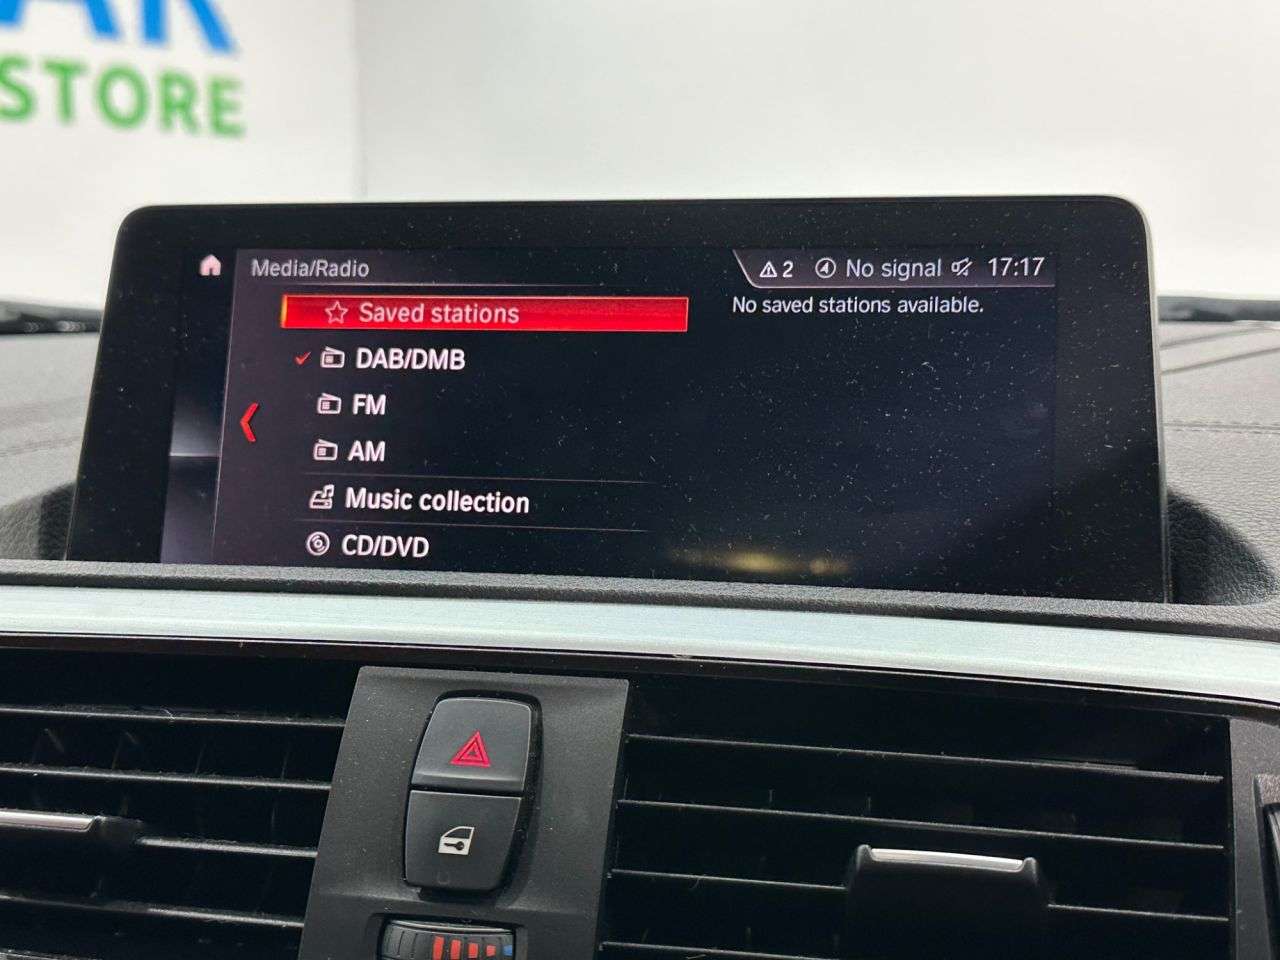 STORE
Media/Radio
2 No signal 17:17
Saved stations
No saved stations available.
DAB/DMB
FM
AM
Music collection
CD/DVD